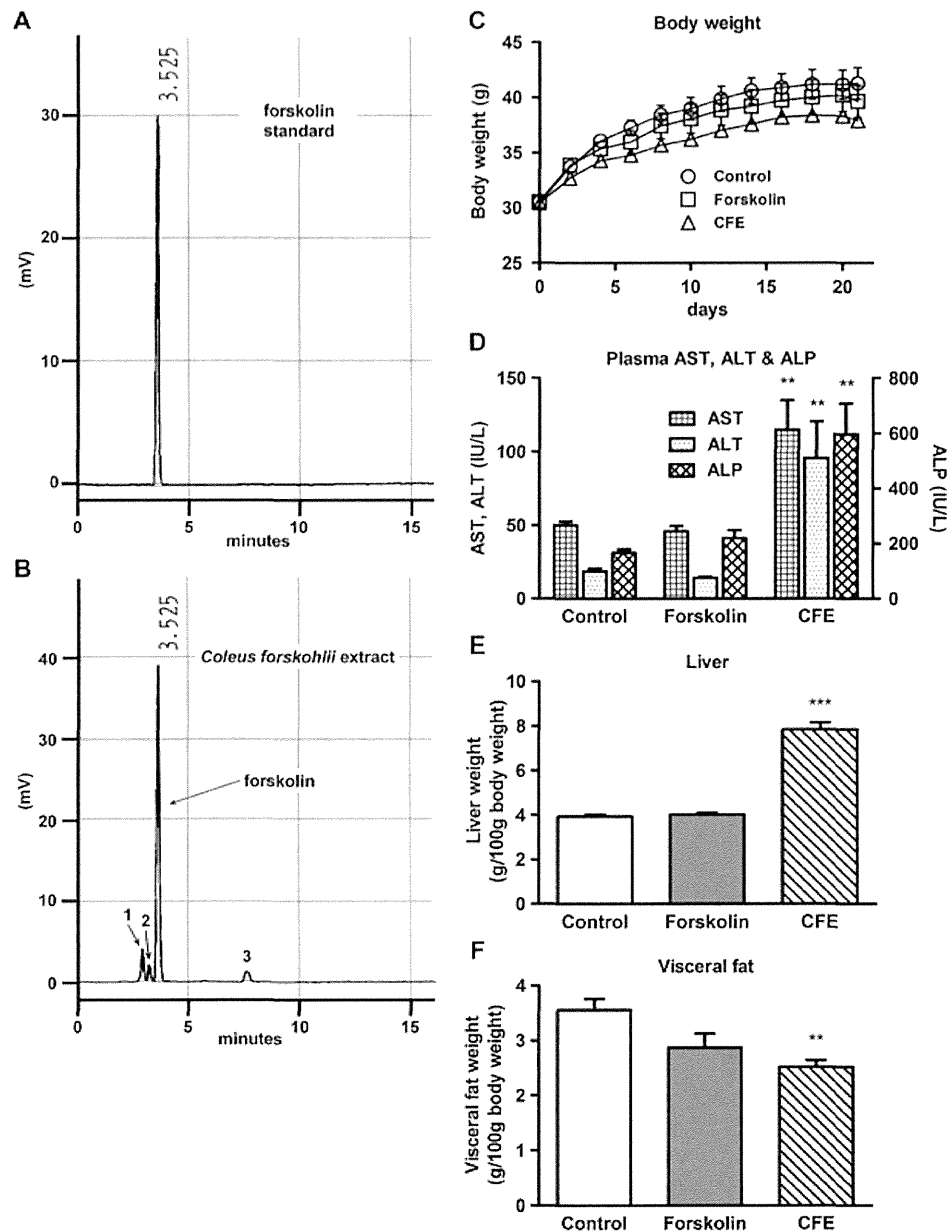 A
3.525
forskolin
standard
30
20
10
0
(mV)
0 5 10 15
minutes
B
3.525
Coleus forskohlii extract
40
30
20
10
0
(mV)
forskolin
1
2
3
0 5 10 15
minutes
C
Body weight
45
40
35
30
25
Body weight (g)
Control
Forskolin
CFE
0 5 10 15 20
days
D
Plasma AST, ALT & ALP
150
100
50
0
AST, ALT (IU/L)
AST
ALT
ALP
**
**
**
800
600
400
200
0
ALP (IU/L)
Control Forskolin CFE
E
Liver
10
8
6
4
2
0
Liver weight
(g/100g body weight)
***
Control Forskolin CFE
F
Visceral fat
4
3
2
1
0
Visceral fat weight
(g/100g body weight)
**
Control Forskolin CFE